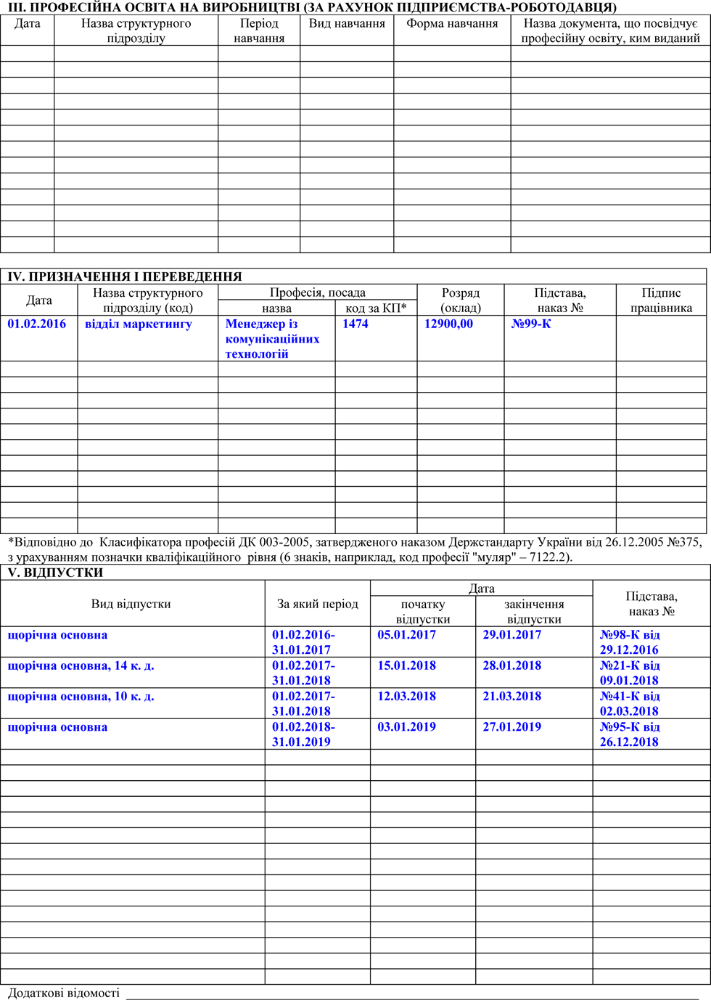 III. ПРОФЕСІЙНА ОСВІТА НА ВИРОБНИЦТВІ (ЗА РАХУНОК ПІДПРИЄМСТВА-РОБОТОДАВЦЯ)
Дата Назва структурного підрозділу Період навчання Вид навчання Форма навчання Назва документа, що посвідчує професійну освіту, ким виданий
IV. ПРИЗНАЧЕННЯ І ПЕРЕВЕДЕННЯ
Дата Назва структурного підрозділу (код) Професія, посада Розряд (оклад) Підстава, наказ № Підпис працівника
назва код за КП*
01.02.2016 відділ маркетингу Менеджер із комунікаційних технологій 1474 12900,00 №99-К
*Відповідно до Класифікатора професій ДК 003-2005, затвердженого наказом Держстандарту України від 26.12.2005 №375,
з урахуванням позначки кваліфікаційного рівня (6 знаків, наприклад, код професії "муляр" – 7122.2).
V. ВІДПУСТКИ
Вид відпустки За який період Дата Підстава, наказ №
початку відпустки закінчення відпустки
щорічна основна 01.02.2016- 05.01.2017 29.01.2017 №98-К від
31.01.2017 29.12.2016
щорічна основна, 14 к. д. 01.02.2017- 15.01.2018 28.01.2018 №21-К від
31.01.2018 09.01.2018
щорічна основна, 10 к. д. 01.02.2017- 12.03.2018 21.03.2018 №41-К від
31.01.2018 02.03.2018
щорічна основна 01.02.2018- 03.01.2019 27.01.2019 №95-К від
31.01.2019 26.12.2018
Додаткові відомості